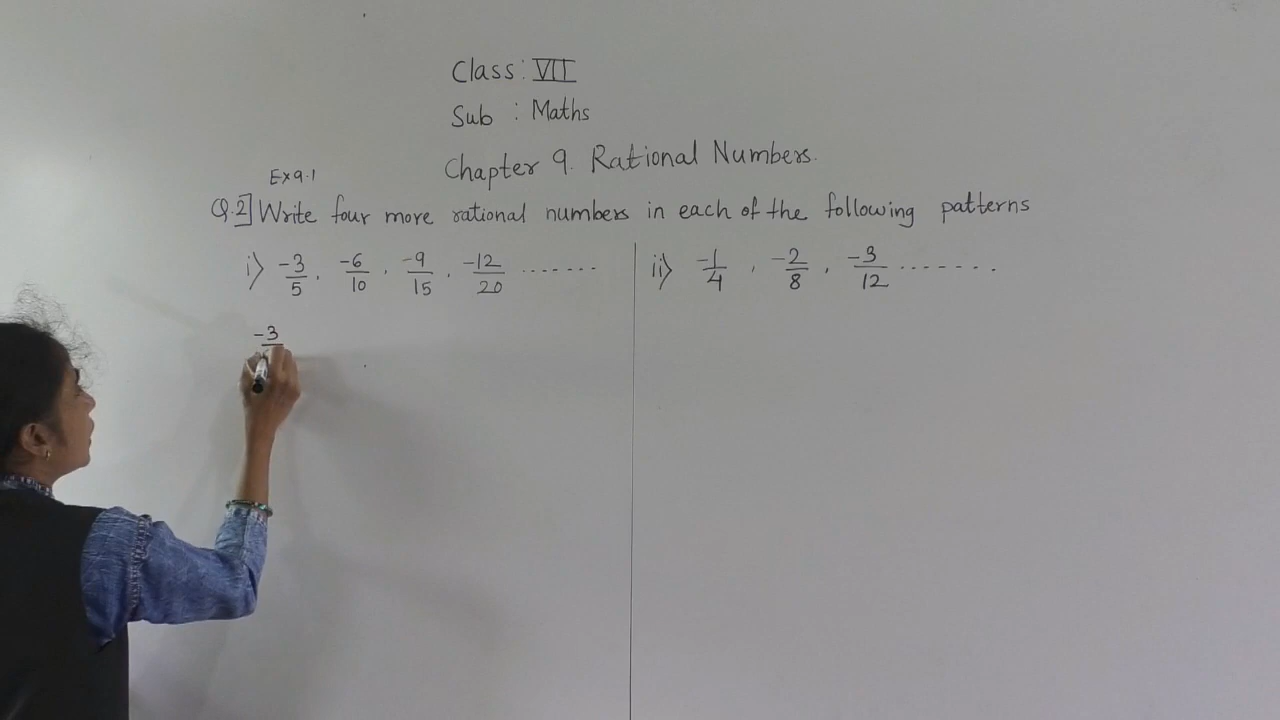 Class: VII
Sub : Maths
Chapter 9. Rational Numbers.
Ex 9.1
Q.2] Write four more rational numbers in each of the following patterns
i) -3/5, -6/10, -9/15, -12/20 .......
ii) -1/4, -2/8, -3/12 ........
-3